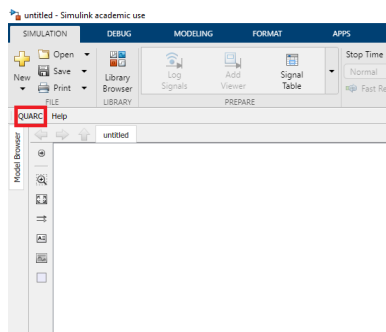 untitled - Simulink academic use
SIMULATION DEBUG MODELING FORMAT APPS
New
Open
Save
Print
FILE
Library Browser
LIBRARY
Log Signals
Add Viewer
Signal Table
PREPARE
Stop Time
Normal
Fast Re
QUARC Help
untitled
Model Browser